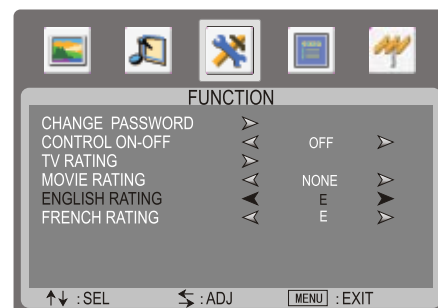 FUNCTION
CHANGE PASSWORD
CONTROL ON-OFF OFF
TV RATING
MOVIE RATING NONE
ENGLISH RATING E
FRENCH RATING E
: SEL : ADJ MENU : EXIT